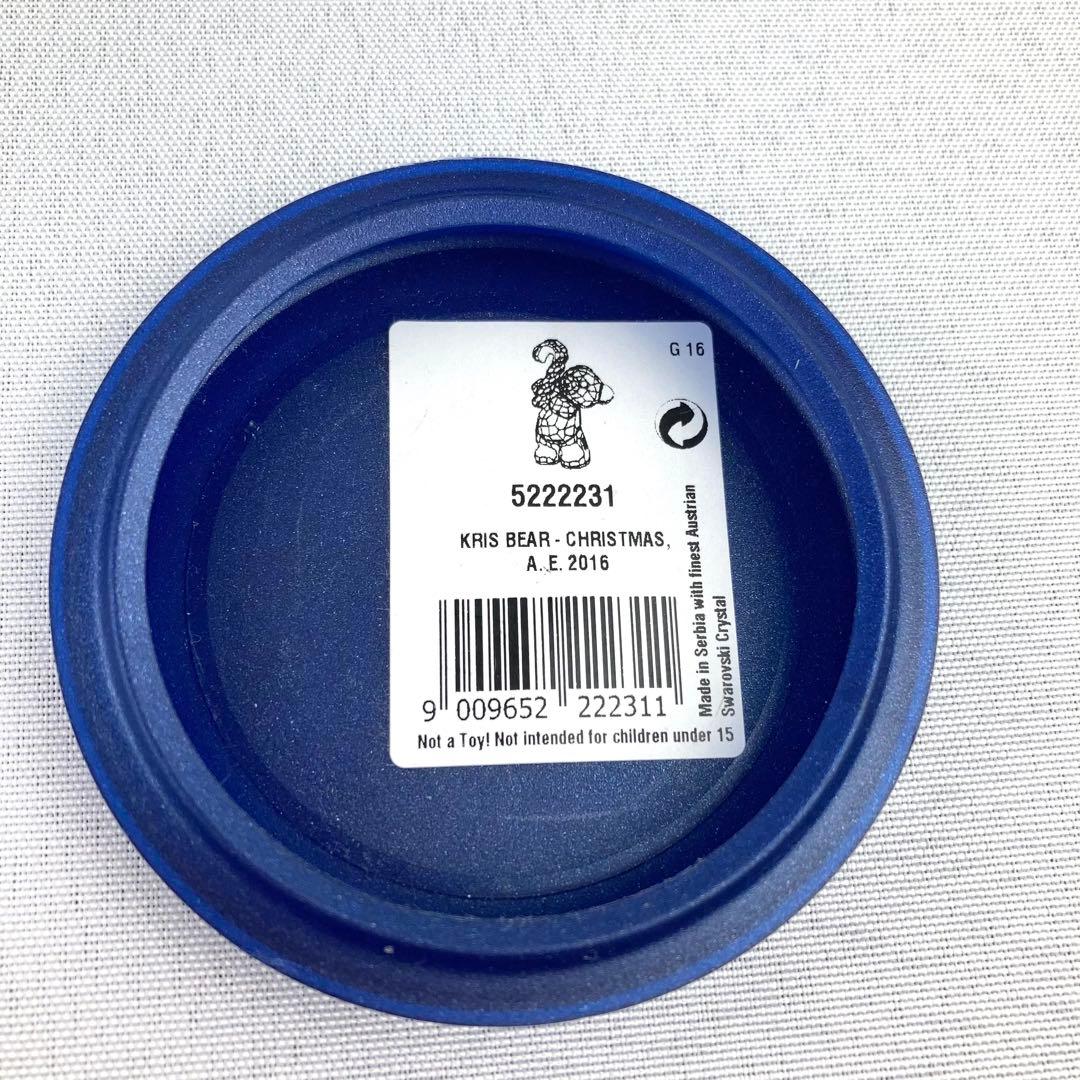 G 16
5222231
KRIS BEAR - CHRISTMAS,
A. E. 2016
9 009652 222311
Not a Toy! Not intended for children under 15
Made in Serbia with finest Austrian
Swarovski Crystal